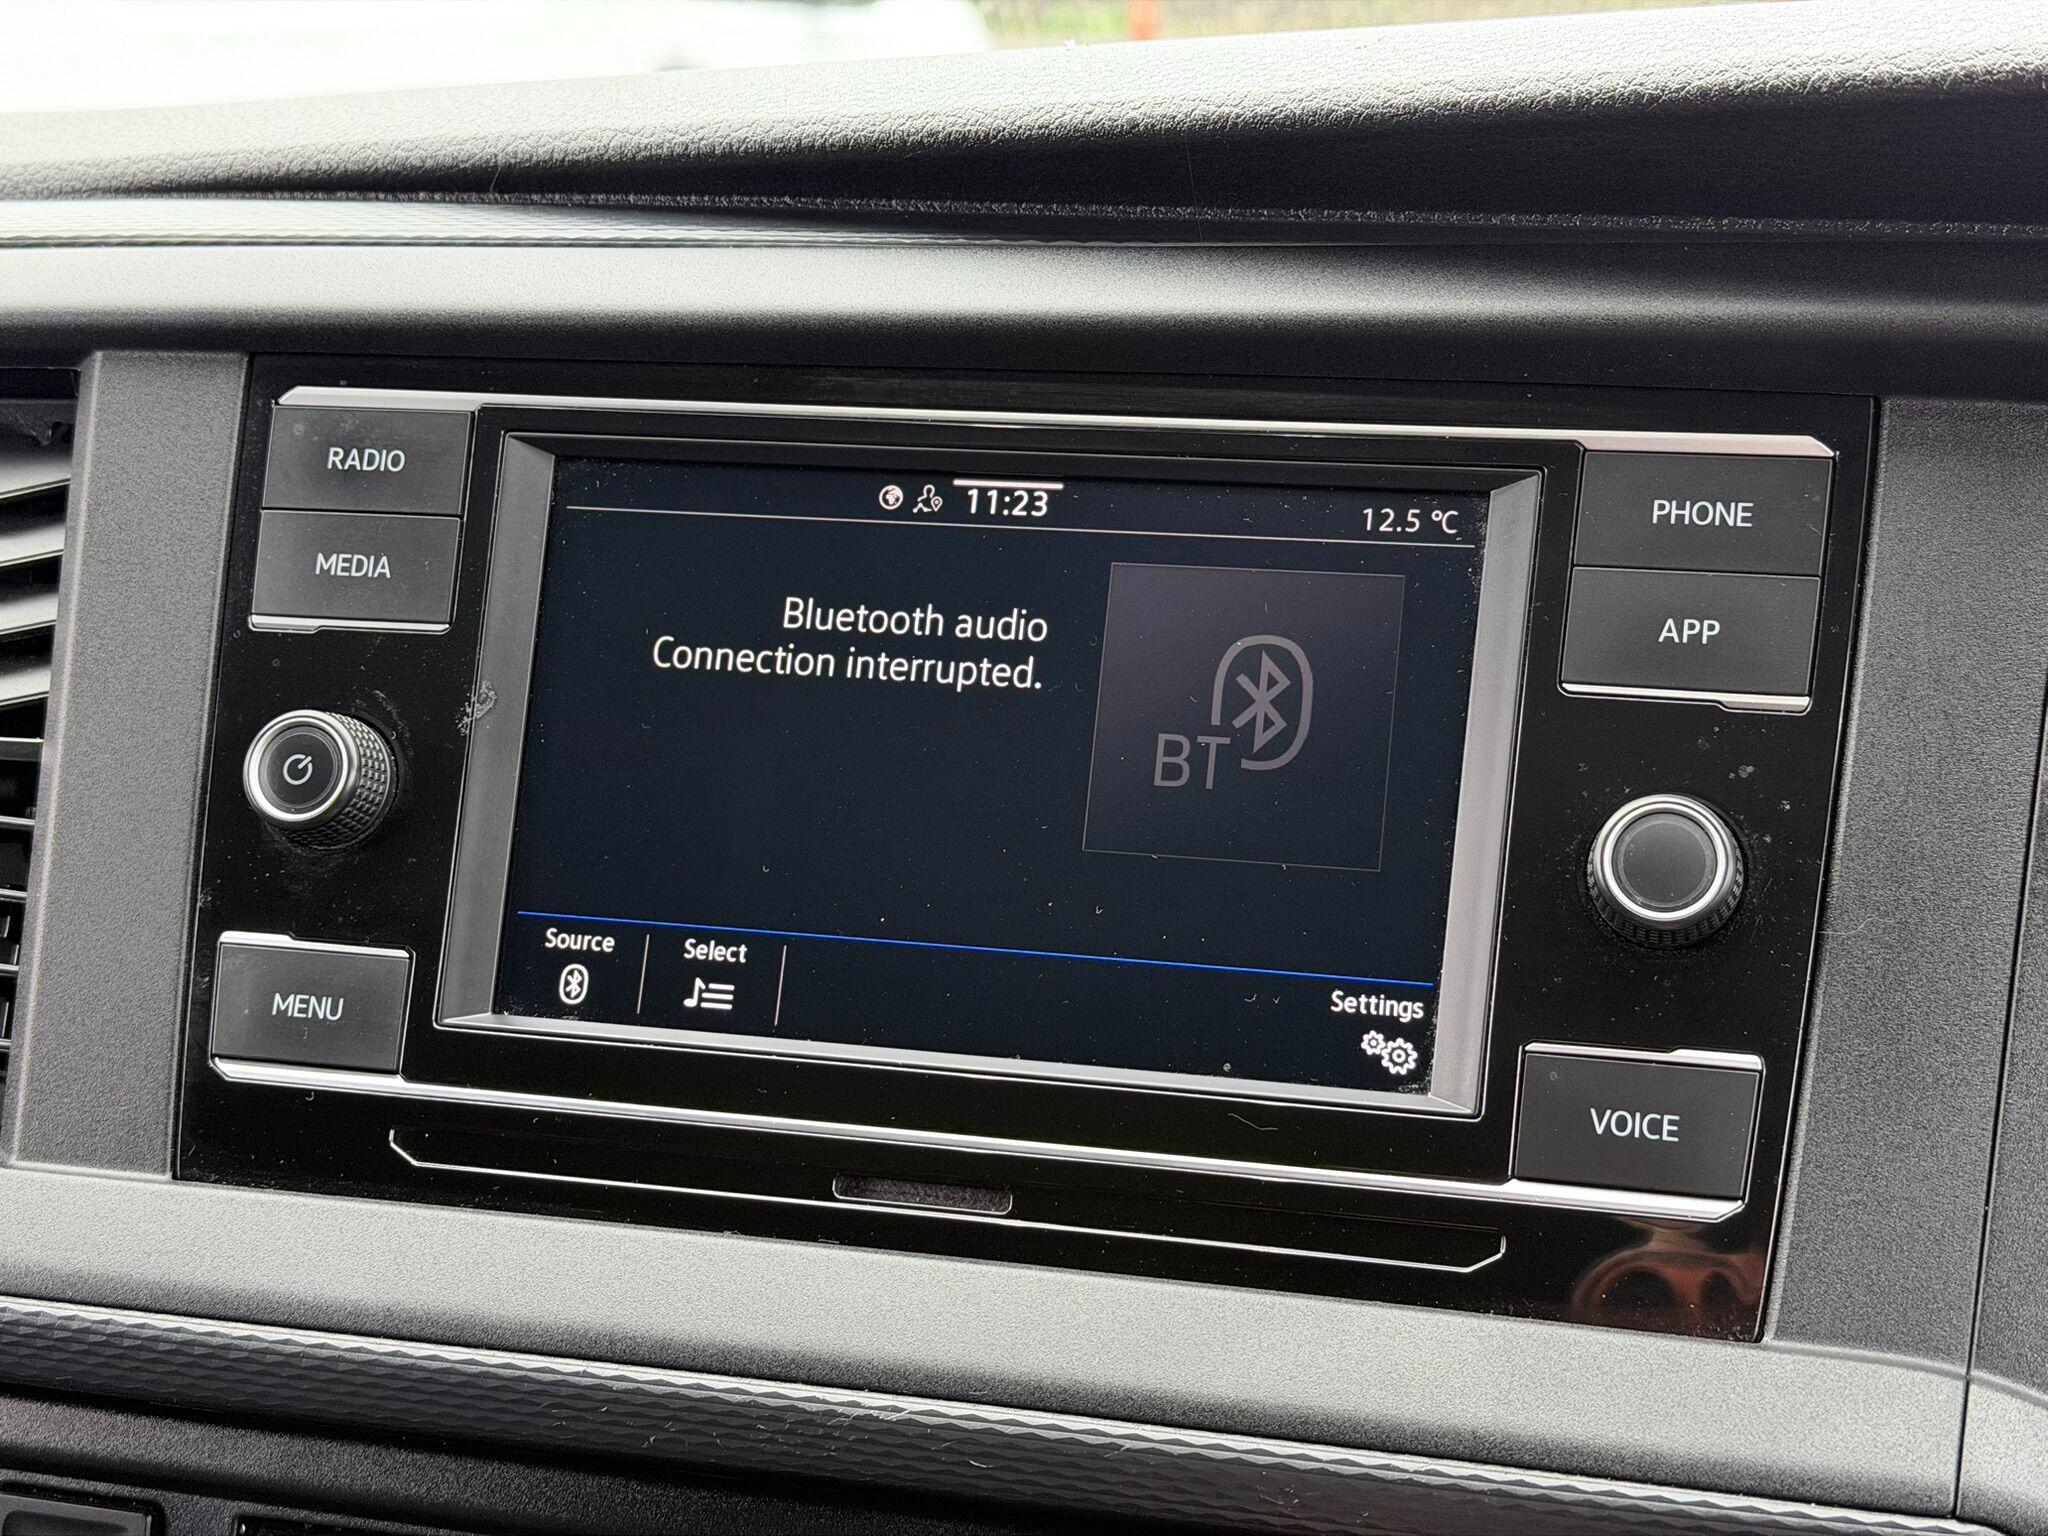 RADIO
MEDIA
MENU
11:23
12.5 °C
Bluetooth audio
Connection interrupted.
BT
Source
Select
Settings
PHONE
APP
VOICE